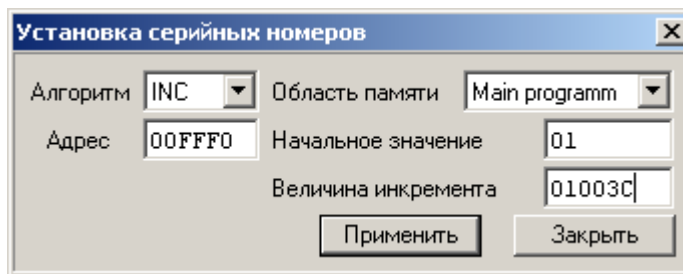 Установка серийных номеров
Алгоритм INC Область памяти Main programm
Адрес 00FFF0 Начальное значение 01
Величина инкремента 01003C
Применить Закрыть